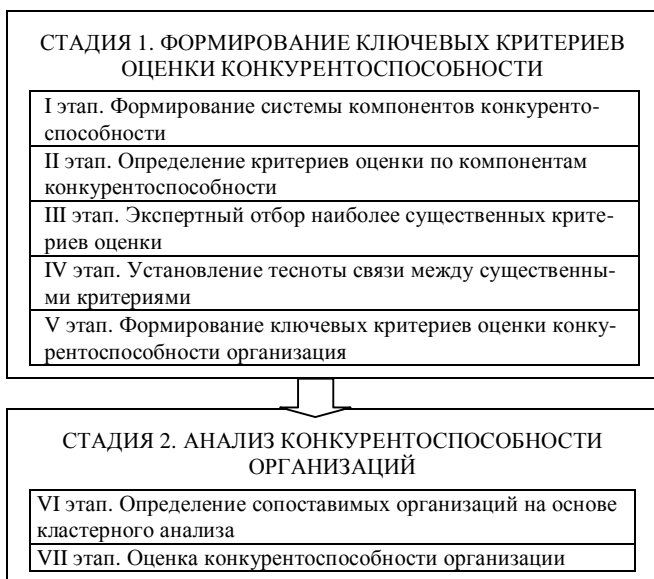 СТАДИЯ 1. ФОРМИРОВАНИЕ КЛЮЧЕВЫХ КРИТЕРИЕВ
ОЦЕНКИ КОНКУРЕНТОСПОСОБНОСТИ
I этап. Формирование системы компонентов конкуренто-
способности
II этап. Определение критериев оценки по компонентам
конкурентоспособности
III этап. Экспертный отбор наиболее существенных крите-
риев оценки
IV этап. Установление тесноты связи между существенны-
ми критериями
V этап. Формирование ключевых критериев оценки конку-
рентоспособности организация
СТАДИЯ 2. АНАЛИЗ КОНКУРЕНТОСПОСОБНОСТИ
ОРГАНИЗАЦИЙ
VI этап. Определение сопоставимых организаций на основе
кластерного анализа
VII этап. Оценка конкурентоспособности организации